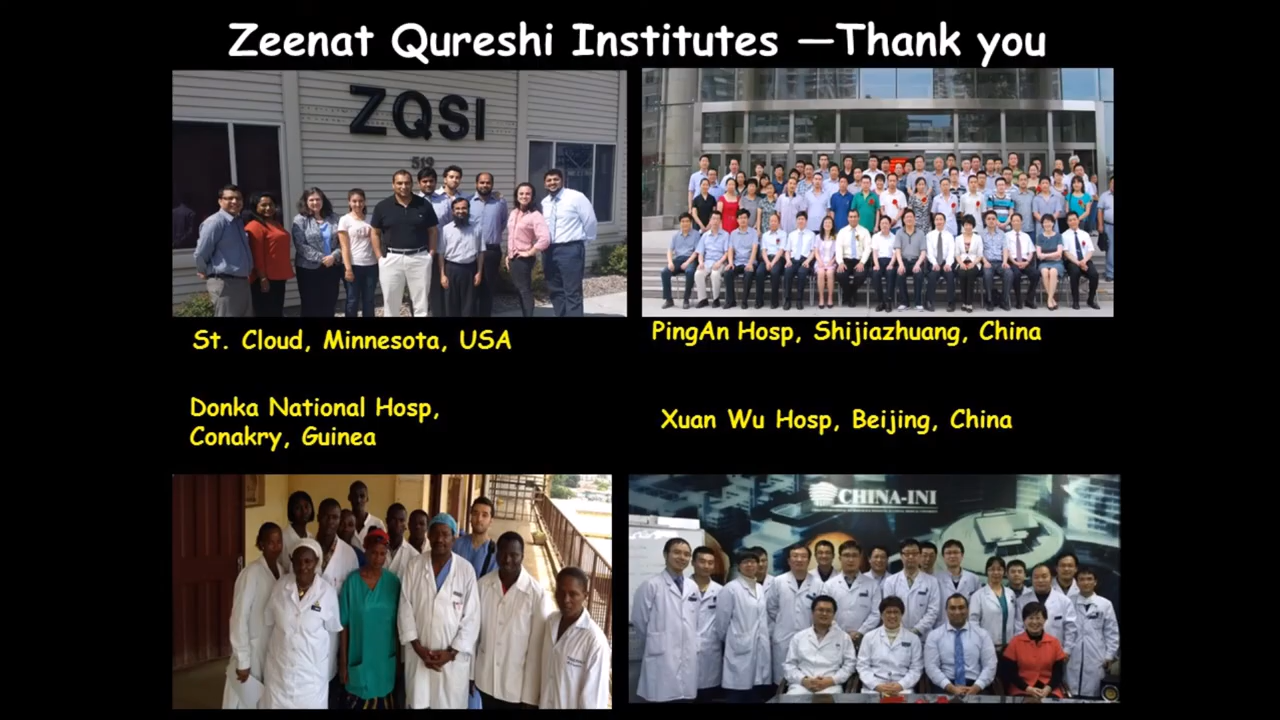 Zeenat Qureshi Institutes —Thank you
ZQSI
519
St. Cloud, Minnesota, USA
PingAn Hosp, Shijiazhuang, China
Donka National Hosp,
Conakry, Guinea
Xuan Wu Hosp, Beijing, China
CHINA-INI